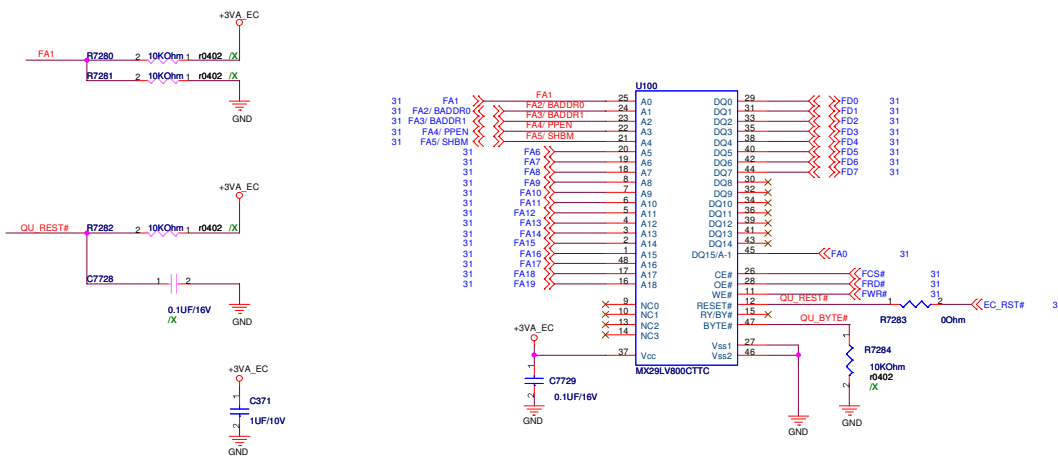 +3VA_EC
FA1
R7280 2 10KOhm 1 r0402 /X
R7281 2 10KOhm 1 r0402 /X
GND
+3VA_EC
QU_REST#
R7282 2 10KOhm 1 r0402 /X
C7728 1 2
0.1UF/16V
/X
GND
+3VA_EC
1
C371
1UF/10V
2
GND
U100
31 FA1 FA1 25 A0
31 FA2/ BADDR0 FA2/ BADDR0 24 A1
31 FA3/ BADDR1 FA3/ BADDR1 23 A2
31 FA4/ PPEN FA4/ PPEN 22 A3
31 FA5/ SHBM FA5/ SHBM 21 A4
31 FA6 20 A5
31 FA7 19 A6
31 FA8 18 A7
31 FA9 8 A8
31 FA10 7 A9
31 FA11 6 A10
31 FA12 5 A11
31 FA13 4 A12
31 FA14 3 A13
31 FA15 2 A14
31 FA16 1 A15
31 FA17 48 A16
31 FA18 17 A17
31 FA19 16 A18
9 NC0
10 NC1
13 NC2
14 NC3
+3VA_EC
37 Vcc
1
C7729
2
0.1UF/16V
GND
MX29LV800CTTC
DQ0 29 FD0 31
DQ1 31 FD1 31
DQ2 33 FD2 31
DQ3 35 FD3 31
DQ4 38 FD4 31
DQ5 40 FD5 31
DQ6 42 FD6 31
DQ7 44 FD7 31
DQ8 30
DQ9 32
DQ10 34
DQ11 36
DQ12 39
DQ13 41
DQ14 43
DQ15/A-1 45 FA0 31
CE# 26 FCS# 31
OE# 28 FRD# 31
WE# 11 FWR# 31
RESET# 12 QU_REST# 1 2 EC_RST# 3
R7283 0Ohm
RY/BY# 15
BYTE# 47 QU_BYTE#
Vss1 27
Vss2 46
GND
1
R7284
10KOhm
r0402
/X
2
GND